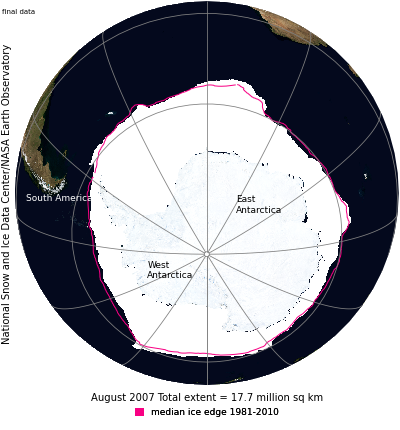 final data
National Snow and Ice Data Center/NASA Earth Observatory
South America
East
Antarctica
West
Antarctica
August 2007 Total extent = 17.7 million sq km
median ice edge 1981-2010